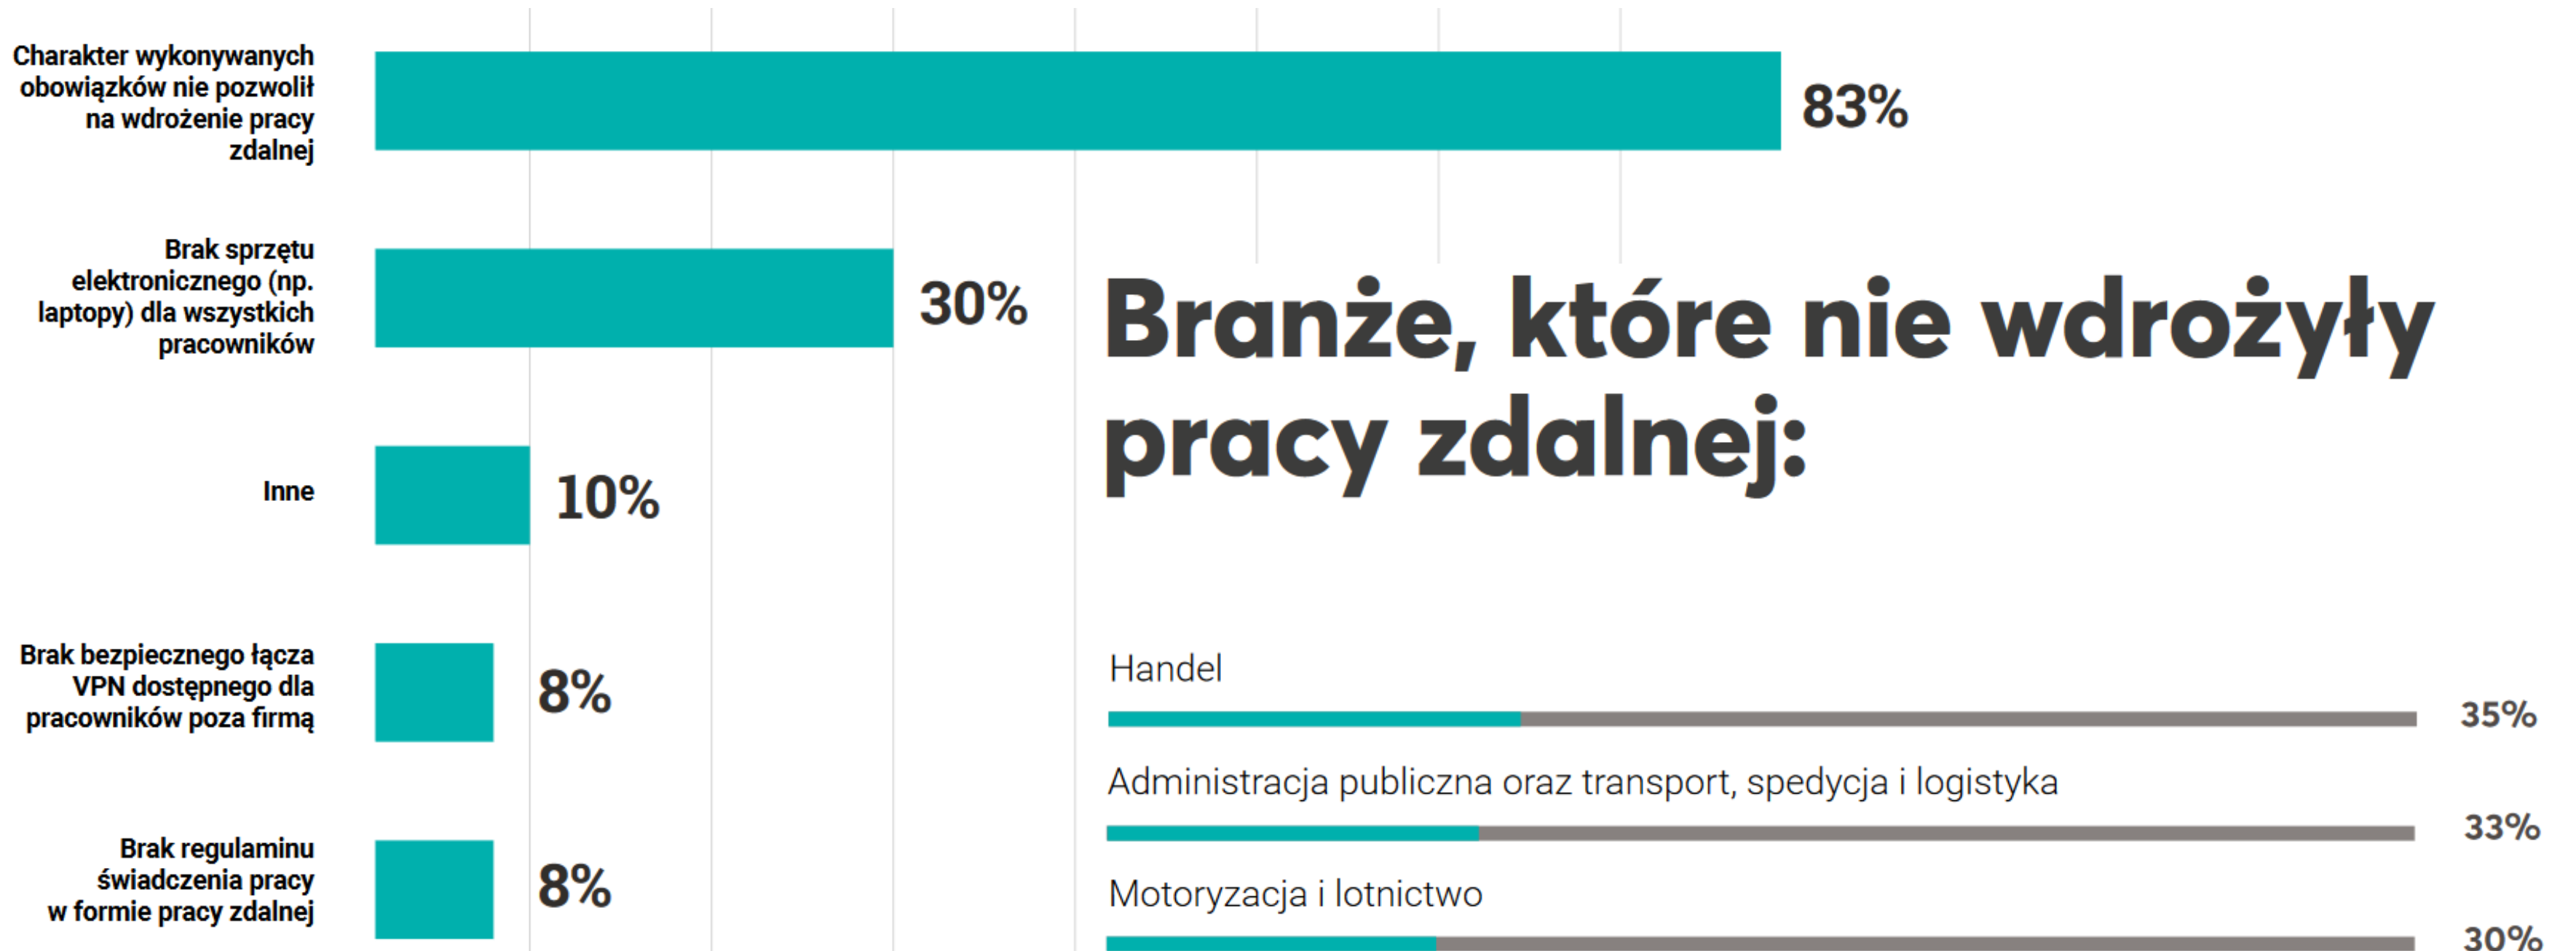 Charakter wykonywanych
obowiązków nie pozwolił
na wdrożenie pracy
zdalnej
83%
Brak sprzętu
elektronicznego (np.
laptopy) dla wszystkich
pracowników
30%
Inne
10%
Brak bezpiecznego łącza
VPN dostępnego dla
pracowników poza firmą
8%
Brak regulaminu
świadczenia pracy
w formie pracy zdalnej
8%
Branże, które nie wdrożyły
pracy zdalnej:
Handel
35%
Administracja publiczna oraz transport, spedycja i logistyka
33%
Motoryzacja i lotnictwo
30%